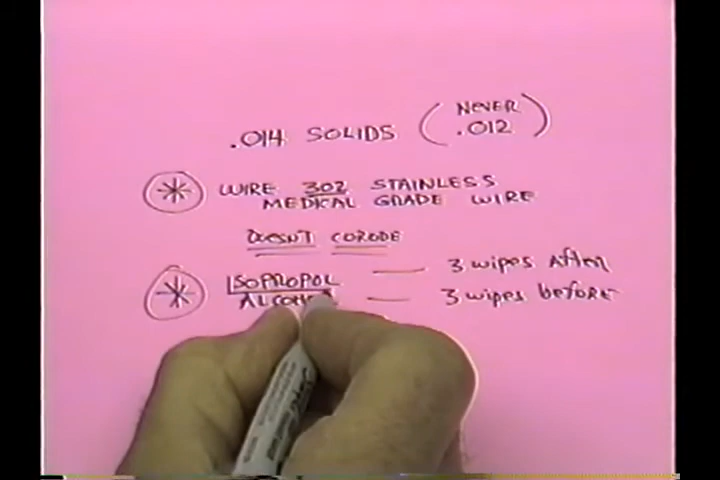 .014 SOLIDS (NEVER .012)
WIRE 302 STAINLESS
MEDICAL GRADE WIRE
DOESN'T CORODE
ISOPROPOL — 3 wipes After
— 3 wipes before